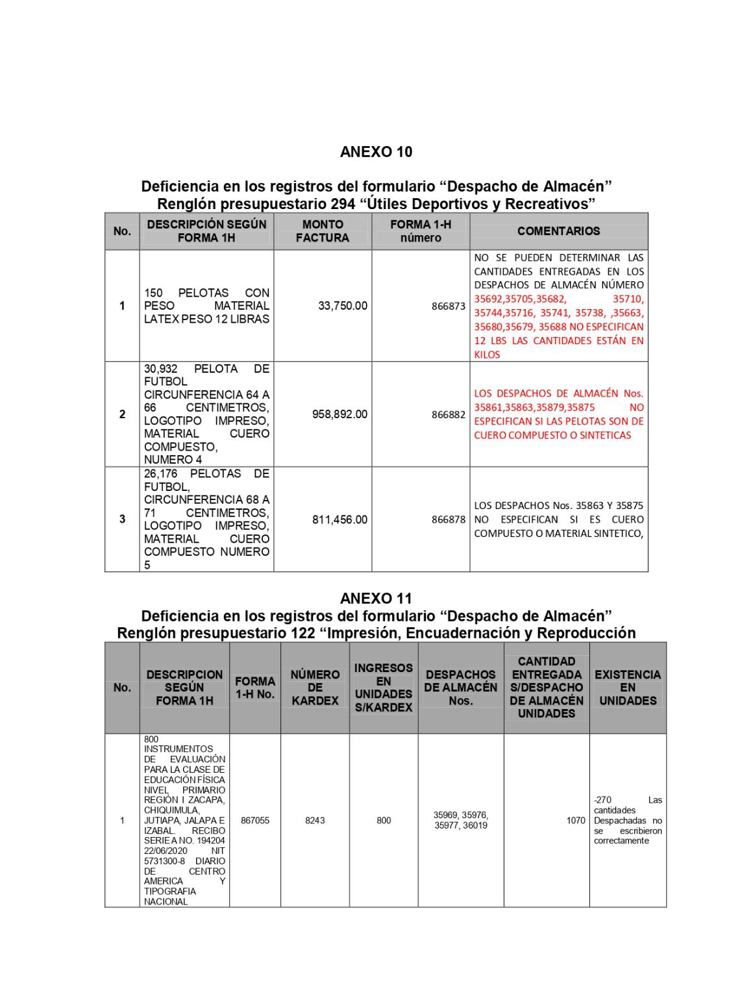 ANEXO 10
Deficiencia en los registros del formulario “Despacho de Almacén”
Renglón presupuestario 294 “Útiles Deportivos y Recreativos”
No.
DESCRIPCIÓN SEGÚN
FORMA 1H
MONTO
FACTURA
FORMA 1-H
número
COMENTARIOS
1
150 PELOTAS CON
PESO MATERIAL
LATEX PESO 12 LIBRAS
33,750.00
866873
NO SE PUEDEN DETERMINAR LAS
CANTIDADES ENTREGADAS EN LOS
DESPACHOS DE ALMACÉN NÚMERO
35692,35705,35682, 35710,
35744,35716, 35741, 35738, ,35663,
35680,35679, 35688 NO ESPECIFICAN
12 LBS LAS CANTIDADES ESTÁN EN
KILOS
2
30,932 PELOTA DE
FUTBOL
CIRCUNFERENCIA 64 A
66 CENTIMETROS,
LOGOTIPO IMPRESO,
MATERIAL CUERO
COMPUESTO,
NUMERO 4
958,892.00
866882
LOS DESPACHOS DE ALMACÉN Nos.
35861,35863,35879,35875 NO
ESPECIFICAN SI LAS PELOTAS SON DE
CUERO COMPUESTO O SINTETICAS
3
26,176 PELOTAS DE
FUTBOL,
CIRCUNFERENCIA 68 A
71 CENTIMETROS,
LOGOTIPO IMPRESO,
MATERIAL CUERO
COMPUESTO NUMERO
5
811,456.00
866878
LOS DESPACHOS Nos. 35863 Y 35875
NO ESPECIFICAN SI ES CUERO
COMPUESTO O MATERIAL SINTETICO,
ANEXO 11
Deficiencia en los registros del formulario “Despacho de Almacén”
Renglón presupuestario 122 “Impresión, Encuadernación y Reproducción
No.
DESCRIPCION
SEGÚN
FORMA 1H
FORMA
1-H No.
NÚMERO
DE
KARDEX
INGRESOS
EN
UNIDADES
S/KARDEX
DESPACHOS
DE ALMACÉN
Nos.
CANTIDAD
ENTREGADA
S/DESPACHO
DE ALMACÉN
UNIDADES
EXISTENCIA
EN
UNIDADES
1
800
INSTRUMENTOS
DE EVALUACIÓN
PARA LA CLASE DE
EDUCACIÓN FÍSICA
NIVEL PRIMARIO
REGIÓN I ZACAPA,
CHIQUIMULA,
JUTIAPA, JALAPA E
IZABAL. RECIBO
SERIE A NO. 194204
22/06/2020 NIT
5731300-8 DIARIO
DE CENTRO
AMERICA Y
TIPOGRAFIA
NACIONAL
867055
8243
800
35969, 35976,
35977, 36019
1070
-270 Las
cantidades
Despachadas no
se escribieron
correctamente